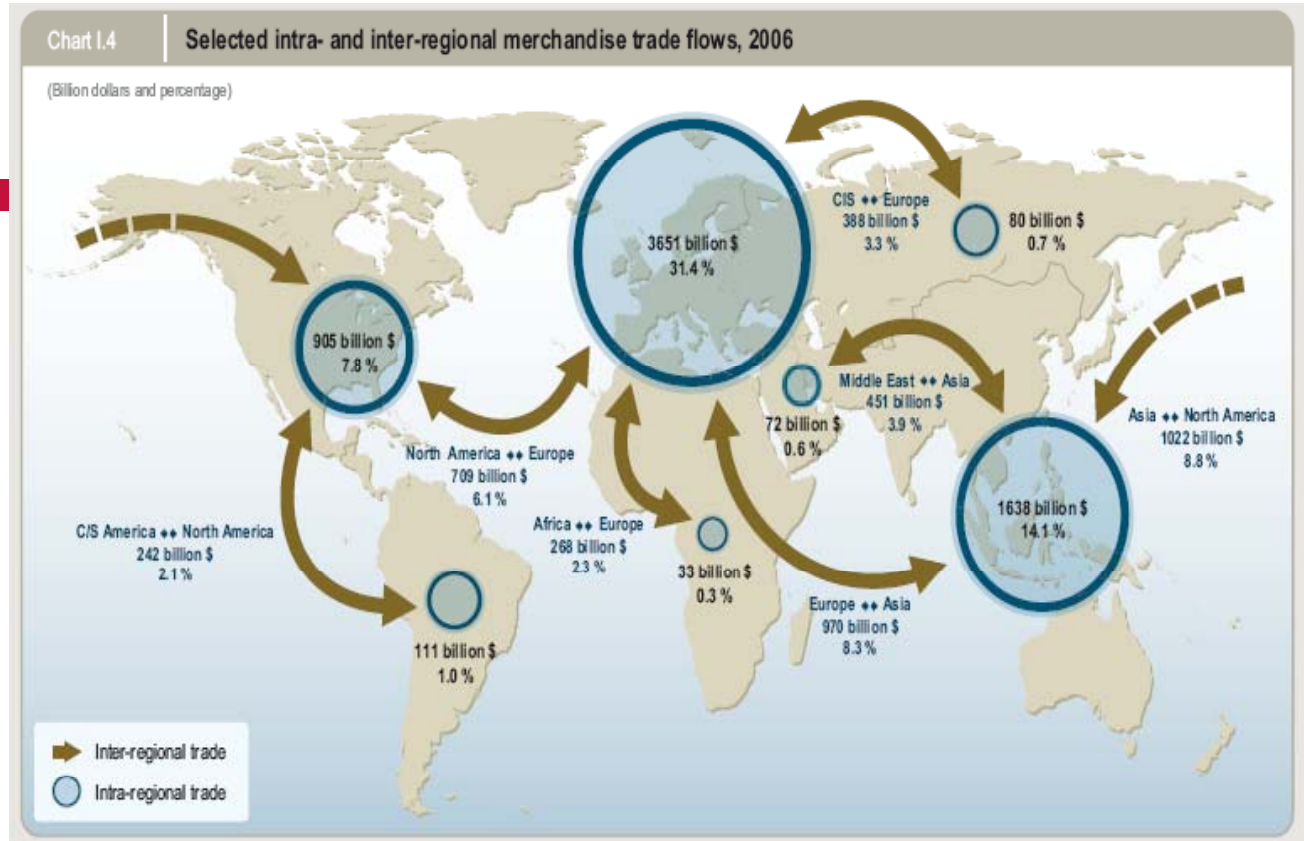 Chart I.4
Selected intra- and inter-regional merchandise trade flows, 2006
(Billion dollars and percentage)
CIS ◆◆ Europe
388 billion $
3.3 %
80 billion $
0.7 %
3651 billion $
31.4 %
905 billion $
7.8 %
Middle East ◆◆ Asia
451 billion $
3.9 %
72 billion $
0.6 %
Asia ◆◆ North America
1022 billion $
8.8 %
North America ◆◆ Europe
709 billion $
6.1 %
1638 billion $
14.1 %
C/S America ◆◆ North America
242 billion $
2.1 %
Africa ◆◆ Europe
268 billion $
2.3 %
33 billion $
0.3 %
Europe ◆◆ Asia
970 billion $
8.3 %
111 billion $
1.0 %
Inter-regional trade
Intra-regional trade